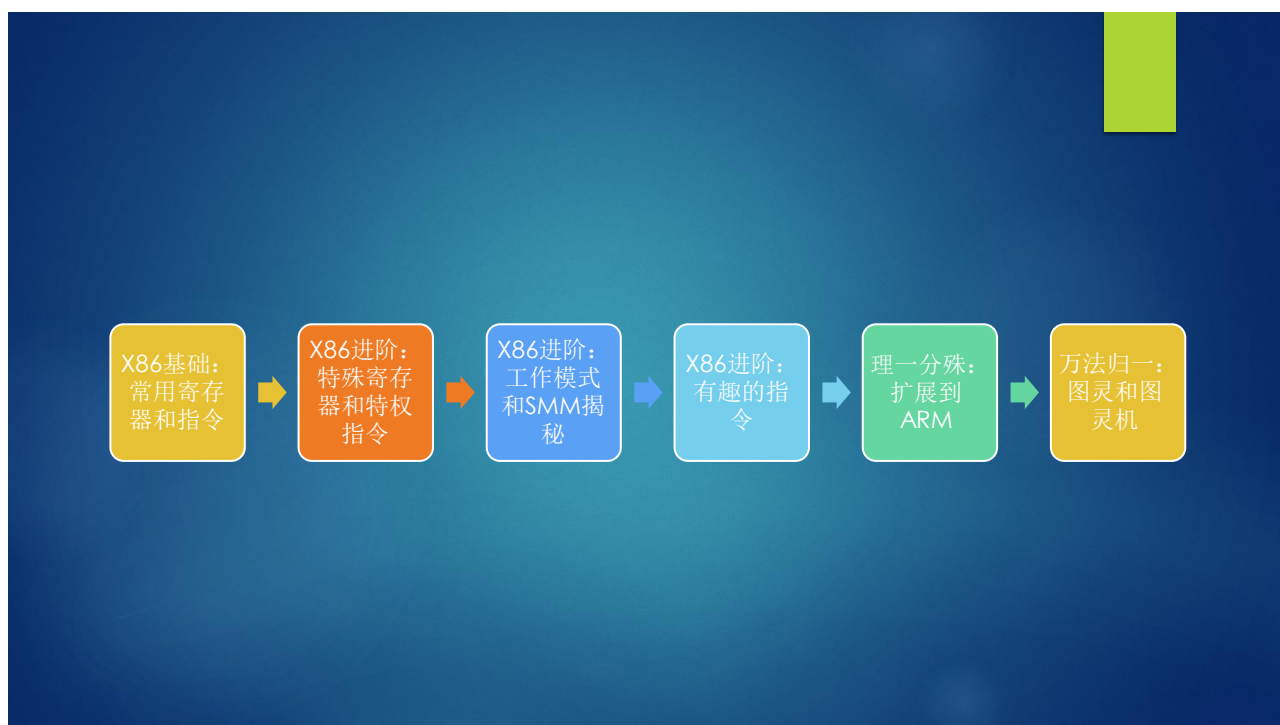 X86基础：
常用寄存
器和指令
X86进阶：
特殊寄存
器和特权
指令
X86进阶：
工作模式
和SMM揭
秘
X86进阶：
有趣的指
令
理一分殊：
扩展到
ARM
万法归一：
图灵和图
灵机